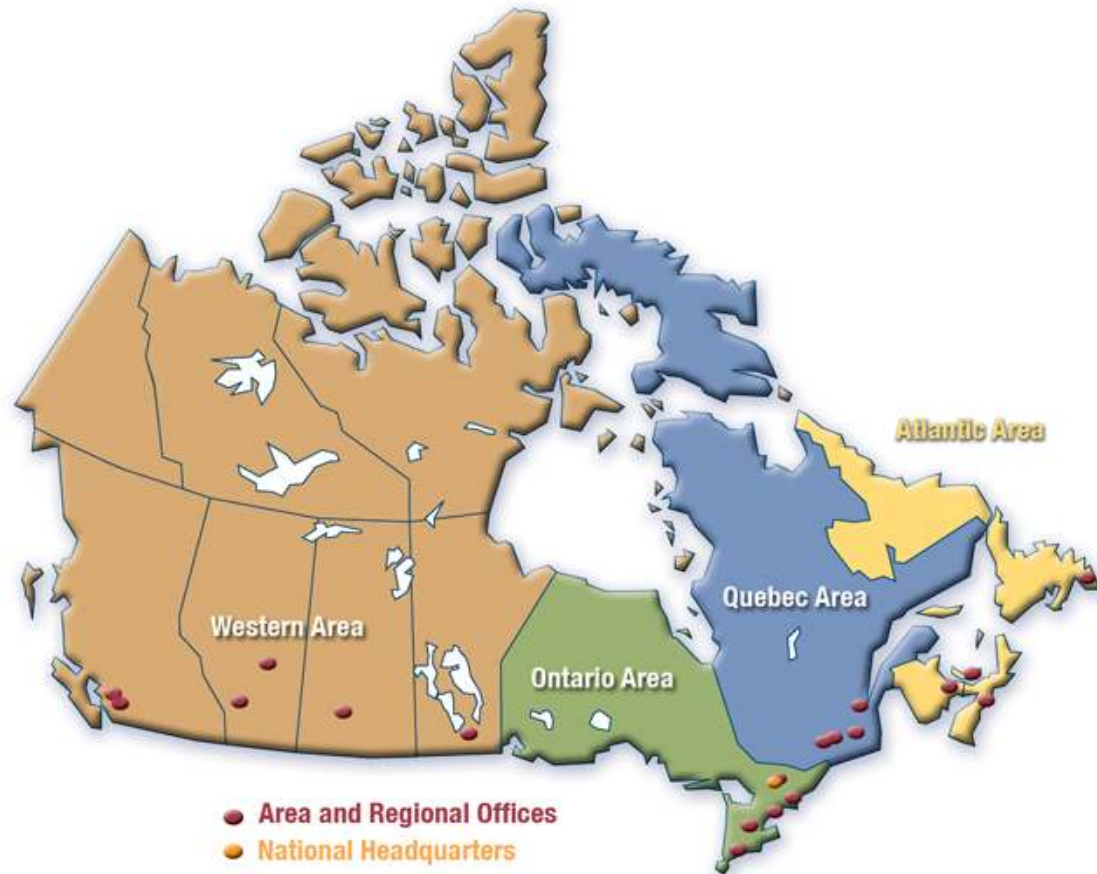 Atlantic Area
Quebec Area
Western Area
Ontario Area
Area and Regional Offices
National Headquarters